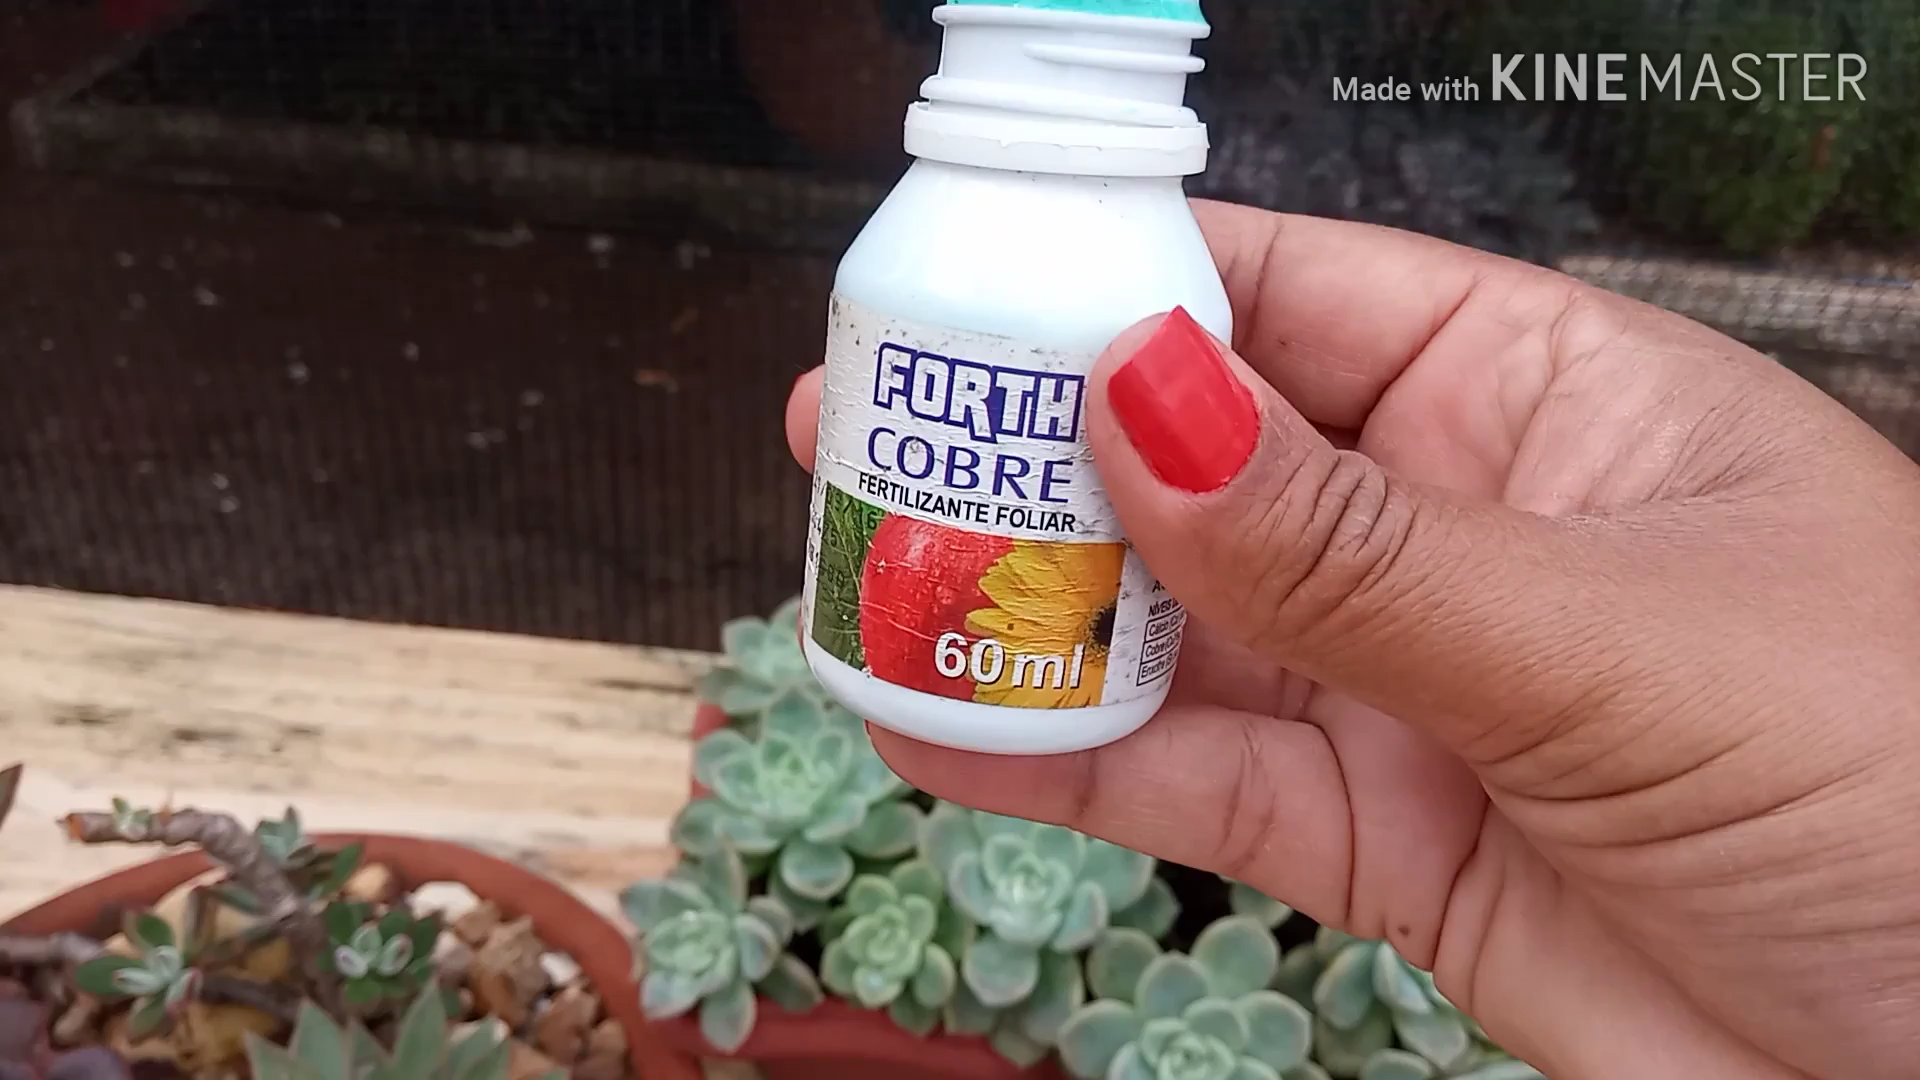 Made with KINEMASTER
FORTH
COBRE
FERTILIZANTE FOLIAR
60ml